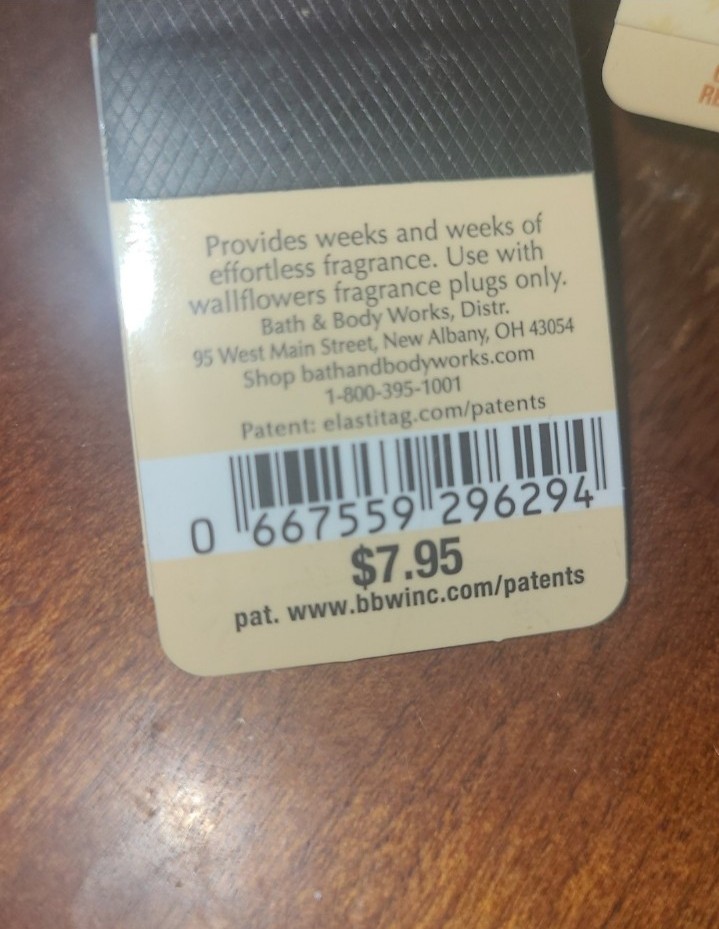 Provides weeks and weeks of
effortless fragrance. Use with
wallflowers fragrance plugs only.
Bath & Body Works, Distr.
95 West Main Street, New Albany, OH 43054
Shop bathandbodyworks.com
1-800-395-1001
Patent: elastitag.com/patents
0 667559 296294
$7.95
pat. www.bbwinc.com/patents